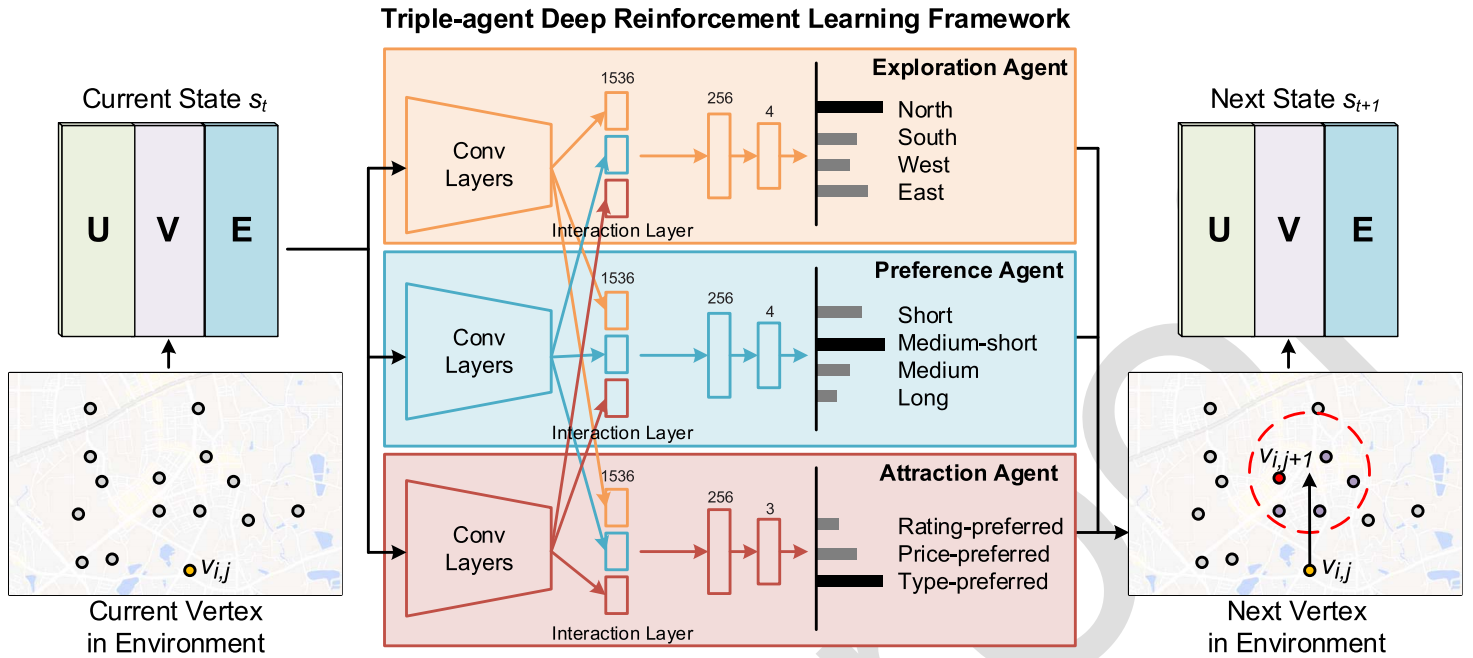 Triple-agent Deep Reinforcement Learning Framework
Current State s_t
U V E
v_{i,j}
Current Vertex
in Environment
Exploration Agent
Conv
Layers
1536
256
4
North
South
West
East
Interaction Layer
Preference Agent
Conv
Layers
1536
256
4
Short
Medium-short
Medium
Long
Interaction Layer
Attraction Agent
Conv
Layers
1536
256
3
Rating-preferred
Price-preferred
Type-preferred
Interaction Layer
Next State s_{t+1}
U V E
v_{i,j+1}
v_{i,j}
Next Vertex
in Environment